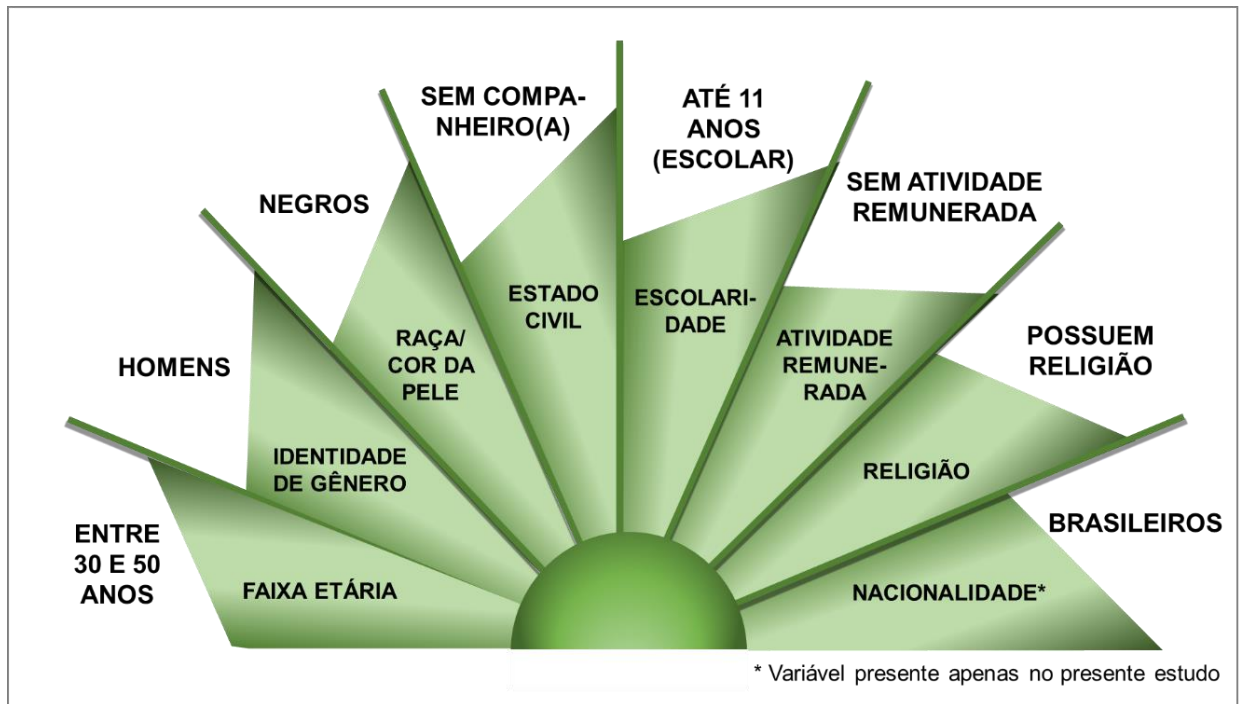 ENTRE
30 E 50
ANOS
FAIXA ETÁRIA
HOMENS
IDENTIDADE
DE GÊNERO
NEGROS
RAÇA/
COR DA
PELE
SEM COMPA-
NHEIRO(A)
ESTADO
CIVIL
ATÉ 11
ANOS
(ESCOLAR)
ESCOLARI-
DADE
SEM ATIVIDADE
REMUNERADA
ATIVIDADE
REMUNE-
RADA
POSSUEM
RELIGIÃO
RELIGIÃO
BRASILEIROS
NACIONALIDADE*
* Variável presente apenas no presente estudo